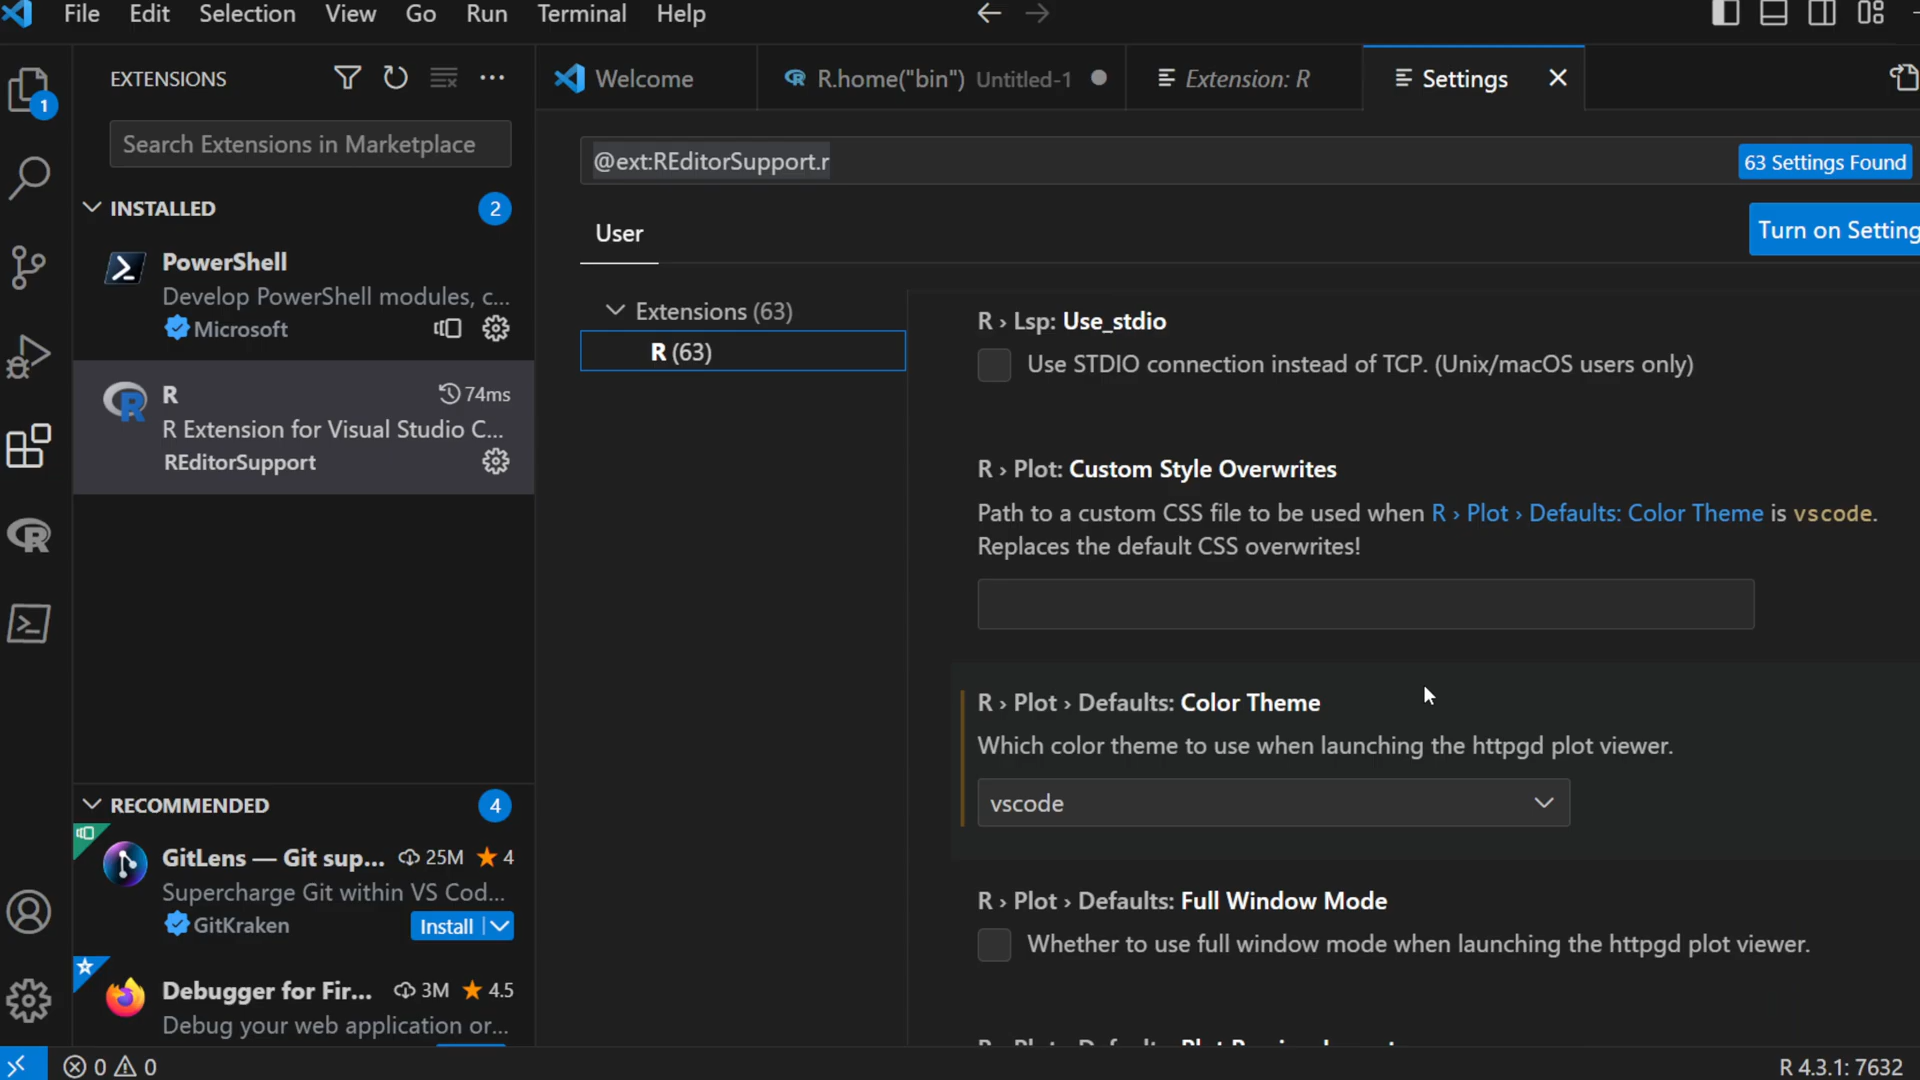 File Edit Selection View Go Run Terminal Help
EXTENSIONS
Search Extensions in Marketplace
INSTALLED 2
PowerShell
Develop PowerShell modules, c...
Microsoft
R 74ms
R Extension for Visual Studio C...
REditorSupport
RECOMMENDED 4
GitLens — Git sup... 25M 4
Supercharge Git within VS Cod...
GitKraken Install
Debugger for Fir... 3M 4.5
Debug your web application or...
1
Welcome R.home("bin") Untitled-1 Extension: R Settings
@ext:REditorSupport.r 63 Settings Found
User Turn on Setting
Extensions (63)
R (63)
R › Lsp: Use_stdio
Use STDIO connection instead of TCP. (Unix/macOS users only)
R › Plot: Custom Style Overwrites
Path to a custom CSS file to be used when R › Plot › Defaults: Color Theme is vscode.
Replaces the default CSS overwrites!
R › Plot › Defaults: Color Theme
Which color theme to use when launching the httpgd plot viewer.
vscode
R › Plot › Defaults: Full Window Mode
Whether to use full window mode when launching the httpgd plot viewer.
0 0 R 4.3.1: 7632